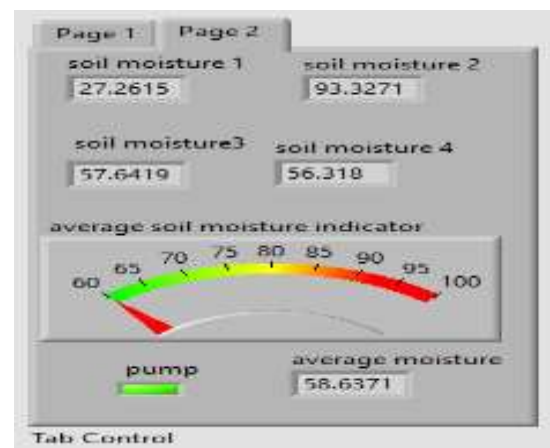 Page 1 Page 2
soil moisture 1 soil moisture 2
27.2615 93.3271
soil moisture3 soil moisture 4
57.6419 56.318
average soil moisture indicator
60 65 70 75 80 85 90 95 100
pump average moisture
58.6371
Tab Control